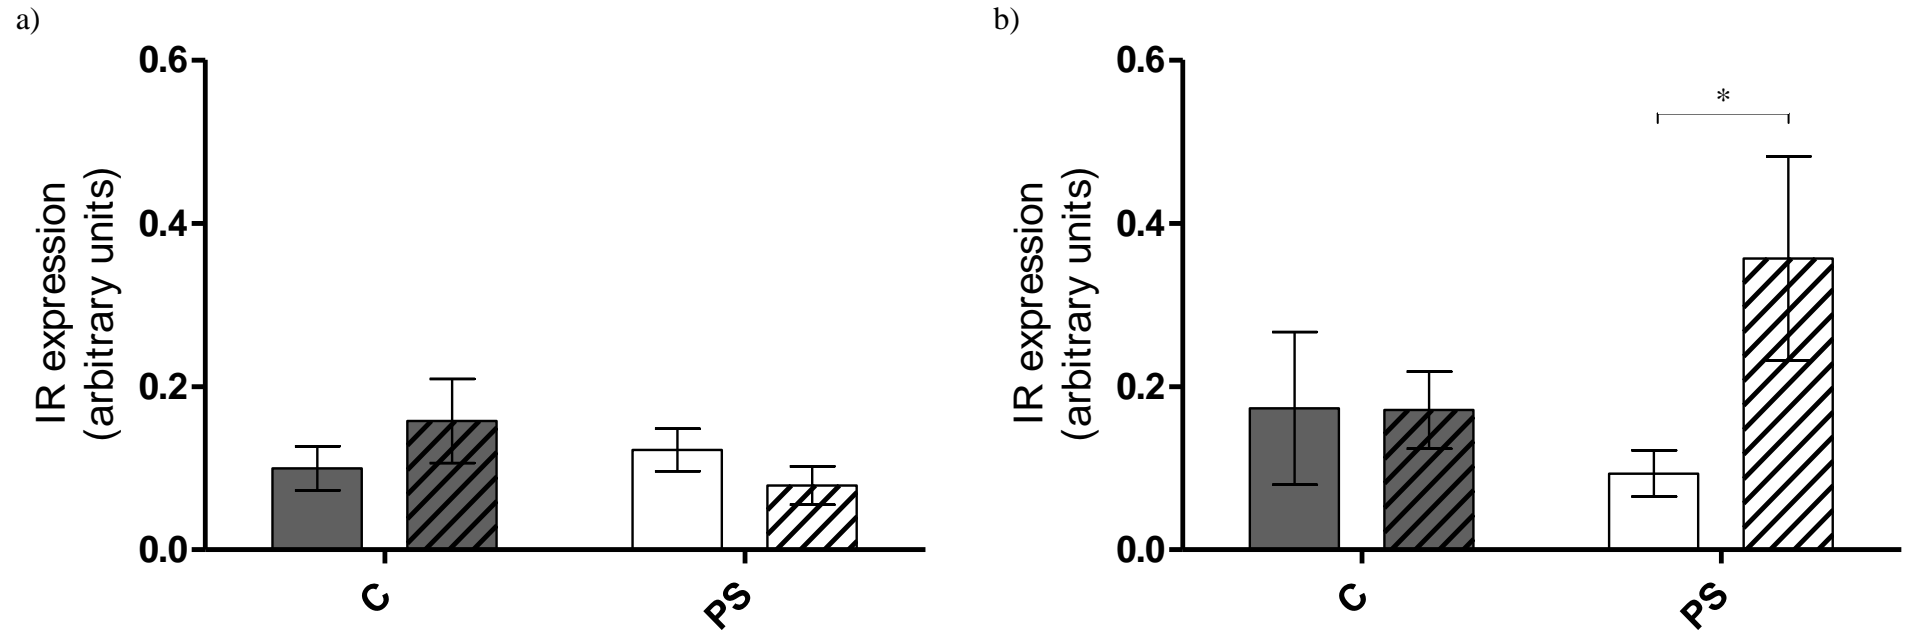 a)
0.6
0.4
0.2
0.0
IR expression
(arbitrary units)
C
PS
b)
0.6
0.4
0.2
0.0
IR expression
(arbitrary units)
*
C
PS